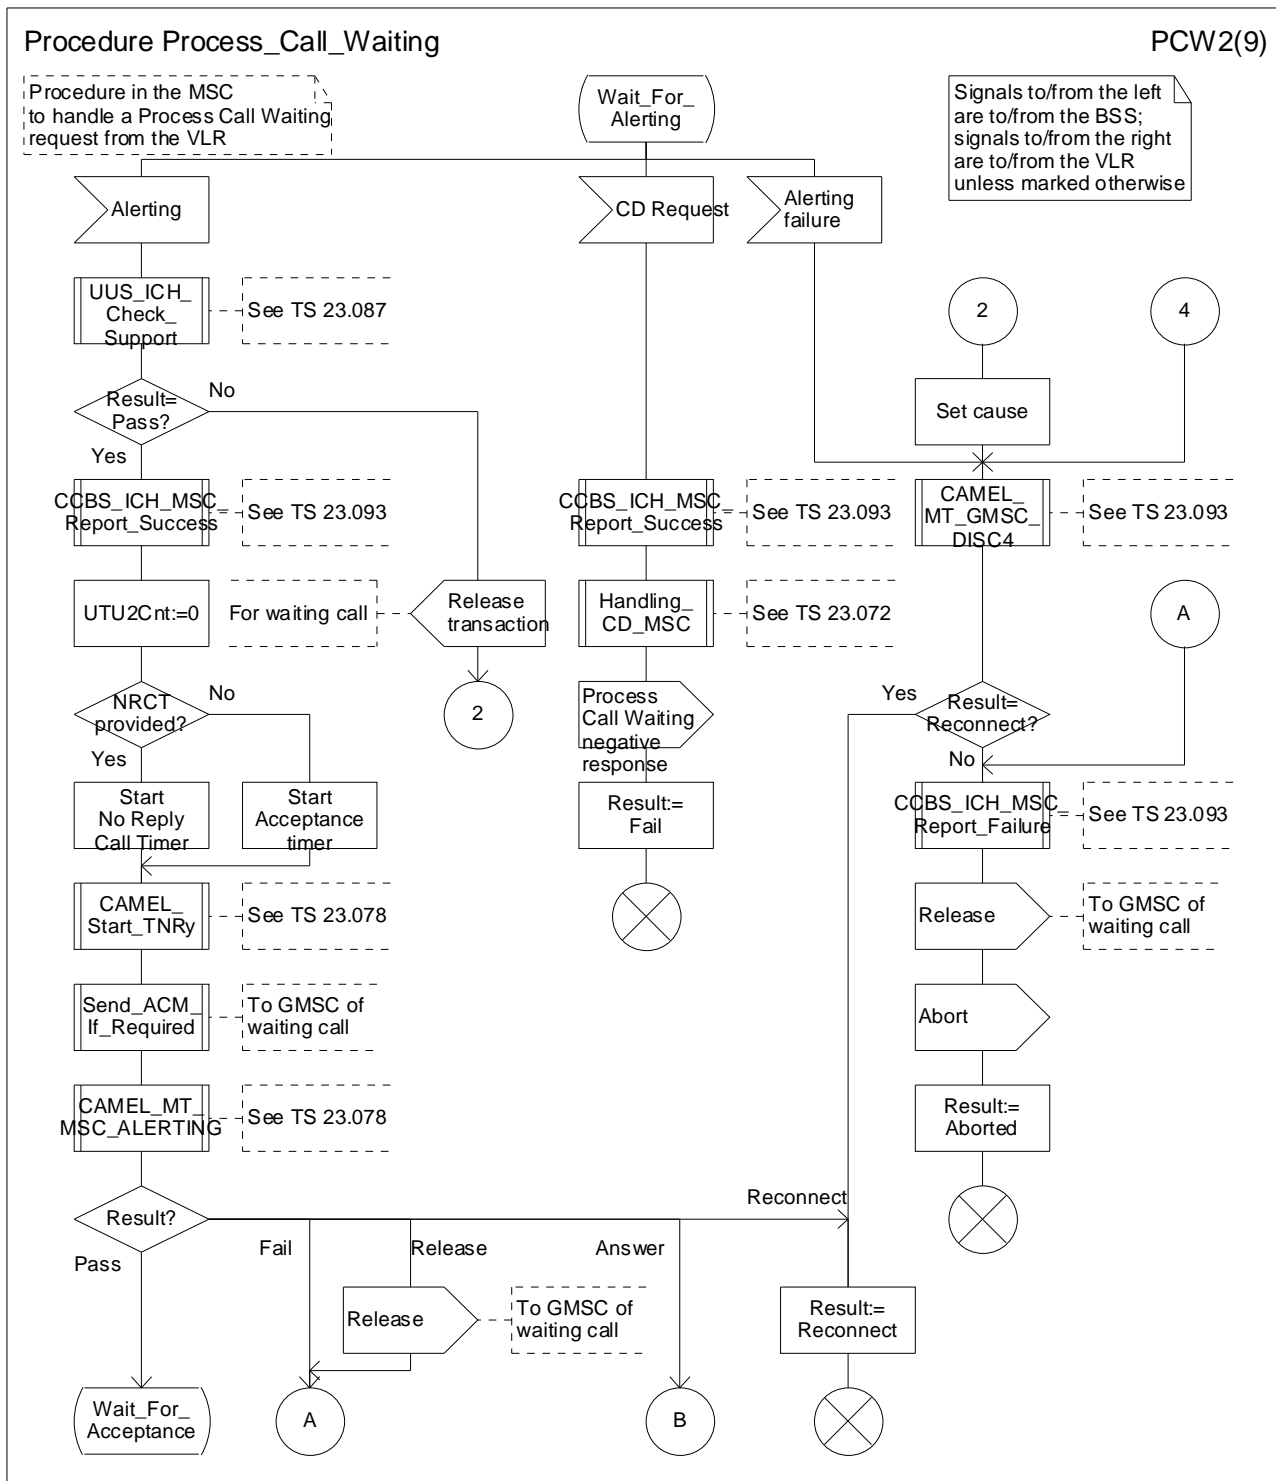 Procedure Process_Call_Waiting
PCW2(9)
Procedure in the MSC
to handle a Process Call Waiting
request from the VLR
Wait_For_
Alerting
Signals to/from the left
are to/from the BSS;
signals to/from the right
are to/from the VLR
unless marked otherwise
Alerting
CD Request
Alerting
failure
UUS_ICH_
Check_
Support
See TS 23.087
2
4
Result=
Pass?
No
Yes
Set cause
CCBS_ICH_MSC_
Report_Success
See TS 23.093
CCBS_ICH_MSC_
Report_Success
See TS 23.093
CAMEL_
MT_GMSC_
DISC4
See TS 23.093
UTU2Cnt:=0
For waiting call
Release
transaction
Handling_
CD_MSC
See TS 23.072
A
NRCT
provided?
No
Yes
2
Process
Call Waiting
negative
response
Yes
Result=
Reconnect?
No
Start
No Reply
Call Timer
Start
Acceptance
timer
Result:=
Fail
CCBS_ICH_MSC_
Report_Failure
See TS 23.093
CAMEL_
Start_TNRy
See TS 23.078
Release
To GMSC of
waiting call
Send_ACM_
If_Required
To GMSC of
waiting call
Abort
CAMEL_MT_
MSC_ALERTING
See TS 23.078
Result:=
Aborted
Result?
Reconnect
Pass
Fail
Release
Answer
Release
To GMSC of
waiting call
Result:=
Reconnect
Wait_For_
Acceptance
A
B